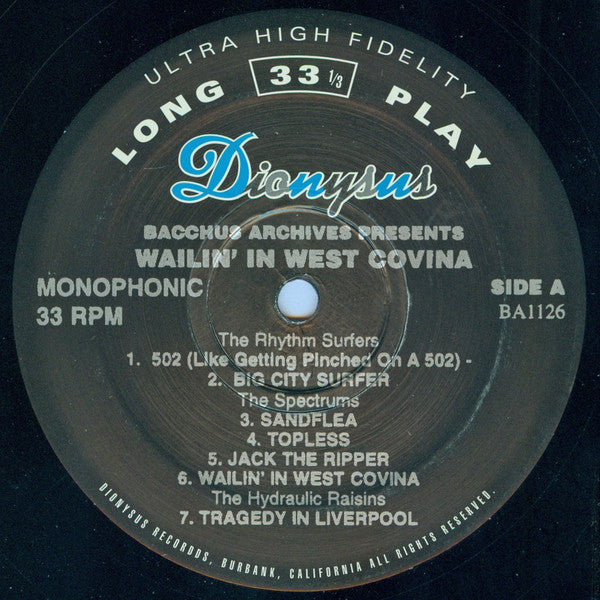 ULTRA HIGH FIDELITY
LONG 33 1/3 PLAY
Dionysus
BACCHUS ARCHIVES PRESENTS
WAILIN' IN WEST COVINA
MONOPHONIC
33 RPM
SIDE A
BA1126
The Rhythm Surfers
1. 502 (Like Getting Pinched On A 502) -
2. BIG CITY SURFER
The Spectrums
3. SANDFLEA
4. TOPLESS
5. JACK THE RIPPER
6. WAILIN' IN WEST COVINA
The Hydraulic Raisins
7. TRAGEDY IN LIVERPOOL
DIONYSUS RECORDS, BURBANK, CALIFORNIA ALL RIGHTS RESERVED.